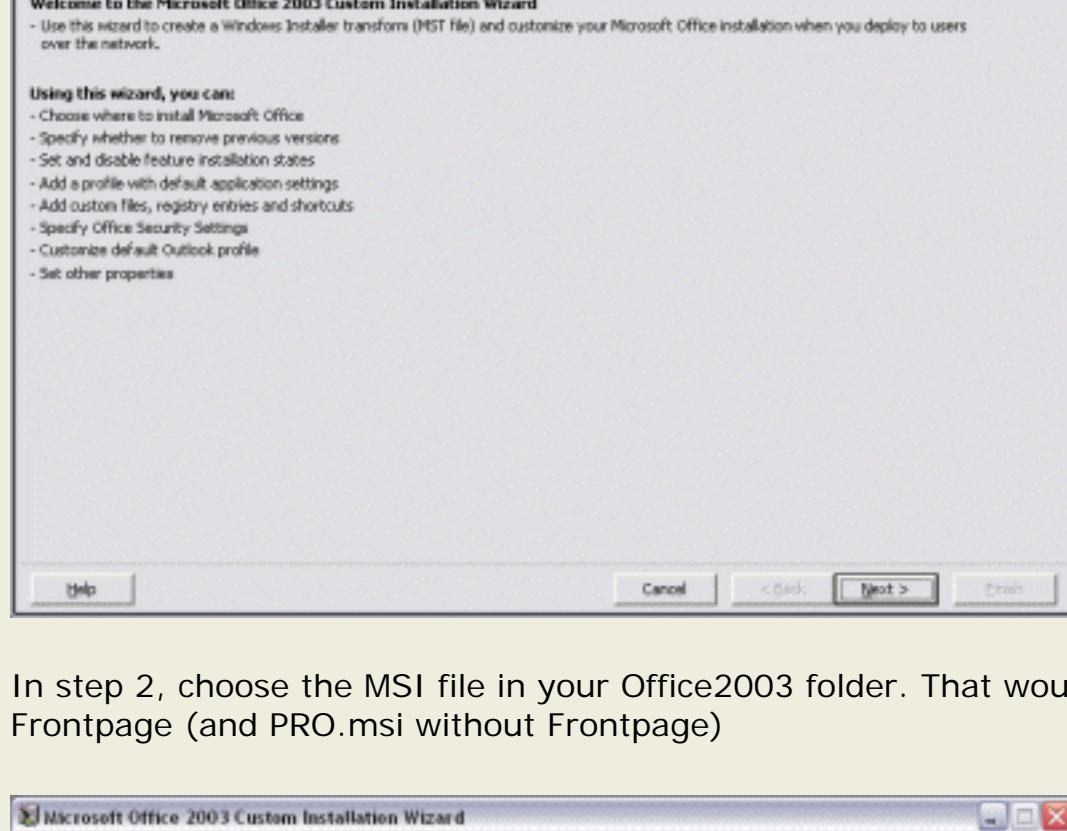 Welcome to the Microsoft Office 2003 Custom Installation Wizard
- Use this wizard to create a Windows Installer transform (MST file) and customize your Microsoft Office installation when you deploy to users
over the network.
Using this wizard, you can:
- Choose where to install Microsoft Office
- Specify whether to remove previous versions
- Set and disable feature installation states
- Add a profile with default application settings
- Add custom files, registry entries and shortcuts
- Specify Office Security Settings
- Customize default Outlook profile
- Set other properties
Help Cancel < Back Next > Finish
In step 2, choose the MSI file in your Office2003 folder. That wou
Frontpage (and PRO.msi without Frontpage)
Microsoft Office 2003 Custom Installation Wizard